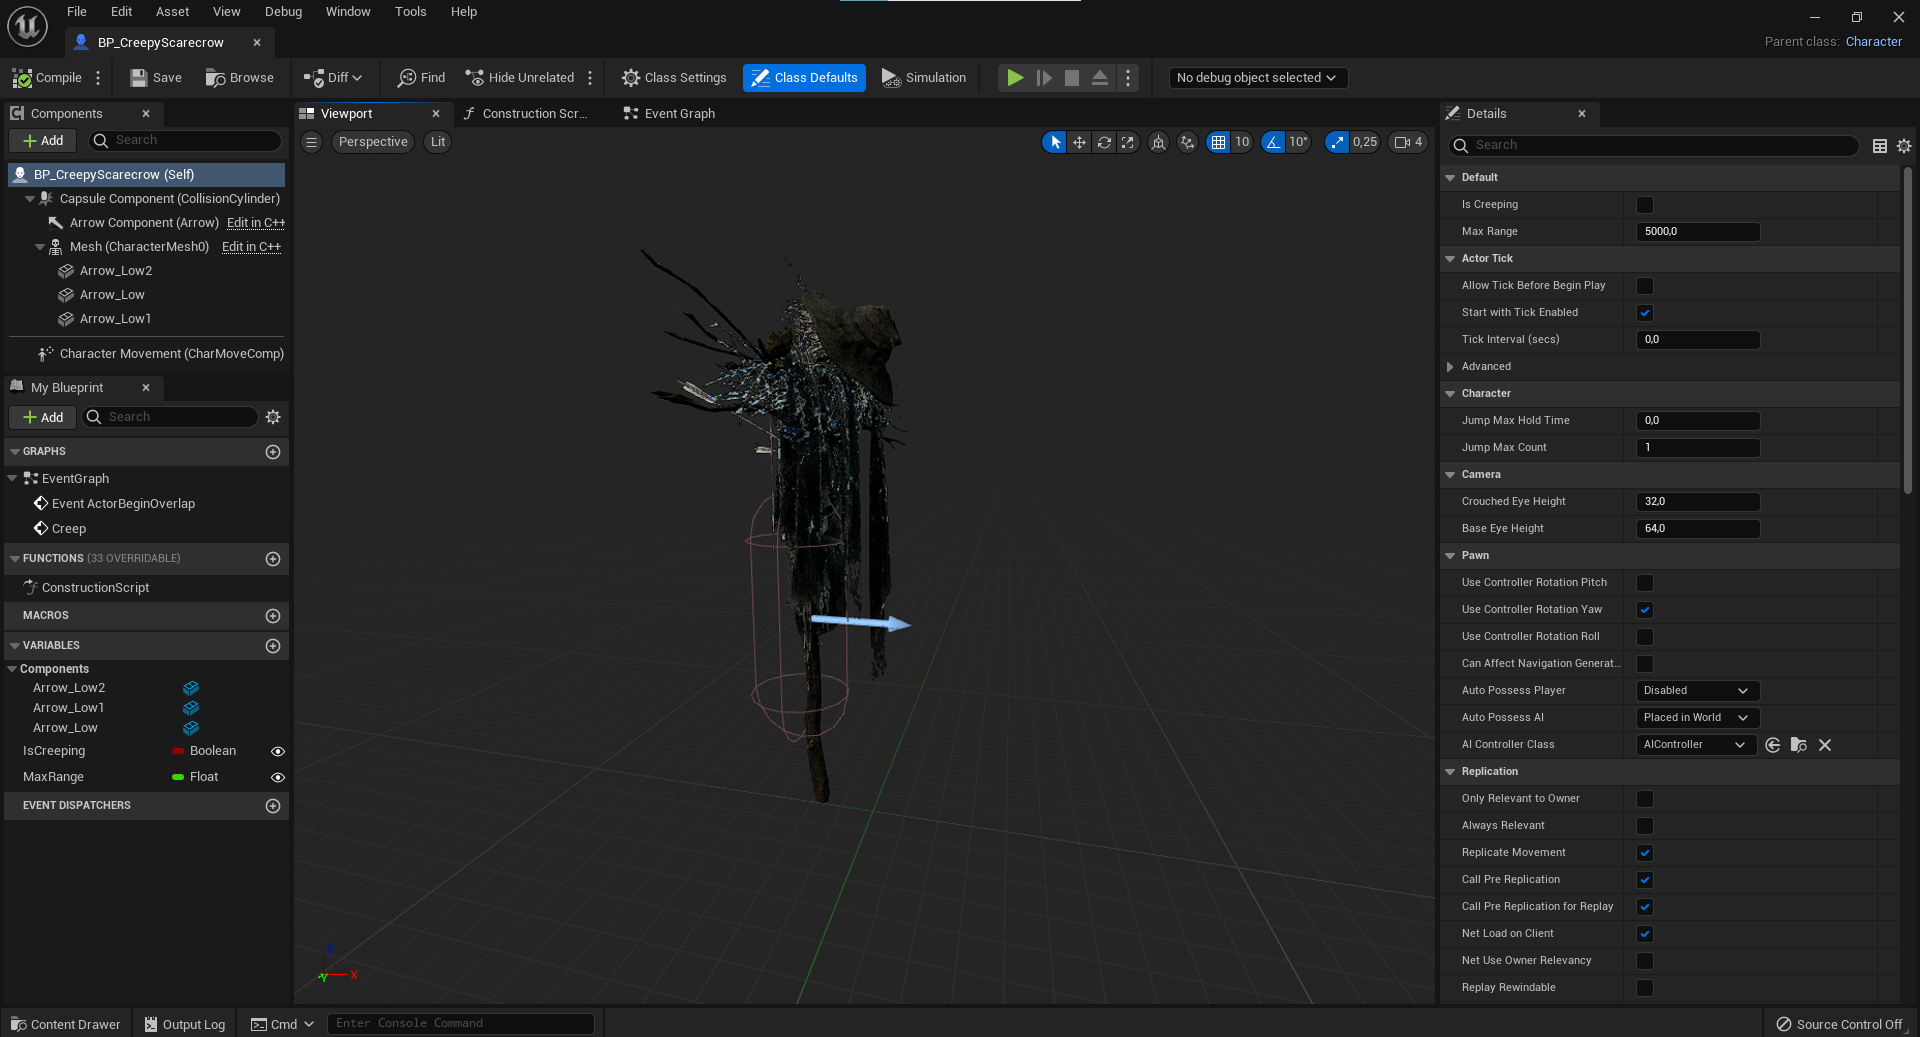 File Edit Asset View Debug Window Tools Help
BP_CreepyScarecrow
Parent class: Character
Compile Save Browse Diff Find Hide Unrelated Class Settings Class Defaults Simulation No debug object selected
Components
Add Search
BP_CreepyScarecrow (Self)
Capsule Component (CollisionCylinder)
Arrow Component (Arrow) Edit in C++
Mesh (CharacterMesh0) Edit in C++
Arrow_Low2
Arrow_Low
Arrow_Low1
Character Movement (CharMoveComp)
My Blueprint
Add Search
GRAPHS
EventGraph
Event ActorBeginOverlap
Creep
FUNCTIONS (33 OVERRIDABLE)
ConstructionScript
MACROS
VARIABLES
Components
Arrow_Low2
Arrow_Low1
Arrow_Low
IsCreeping Boolean
MaxRange Float
EVENT DISPATCHERS
Viewport Construction Scr... Event Graph
Perspective Lit 10 10° 0,25 4
Z
Y X
Details
Search
Default
Is Creeping
Max Range 5000,0
Actor Tick
Allow Tick Before Begin Play
Start with Tick Enabled
Tick Interval (secs) 0,0
Advanced
Character
Jump Max Hold Time 0,0
Jump Max Count 1
Camera
Crouched Eye Height 32,0
Base Eye Height 64,0
Pawn
Use Controller Rotation Pitch
Use Controller Rotation Yaw
Use Controller Rotation Roll
Can Affect Navigation Generat...
Auto Possess Player Disabled
Auto Possess AI Placed in World
AI Controller Class AIController
Replication
Only Relevant to Owner
Always Relevant
Replicate Movement
Call Pre Replication
Call Pre Replication for Replay
Net Load on Client
Net Use Owner Relevancy
Replay Rewindable
Content Drawer Output Log Cmd Enter Console Command Source Control Off